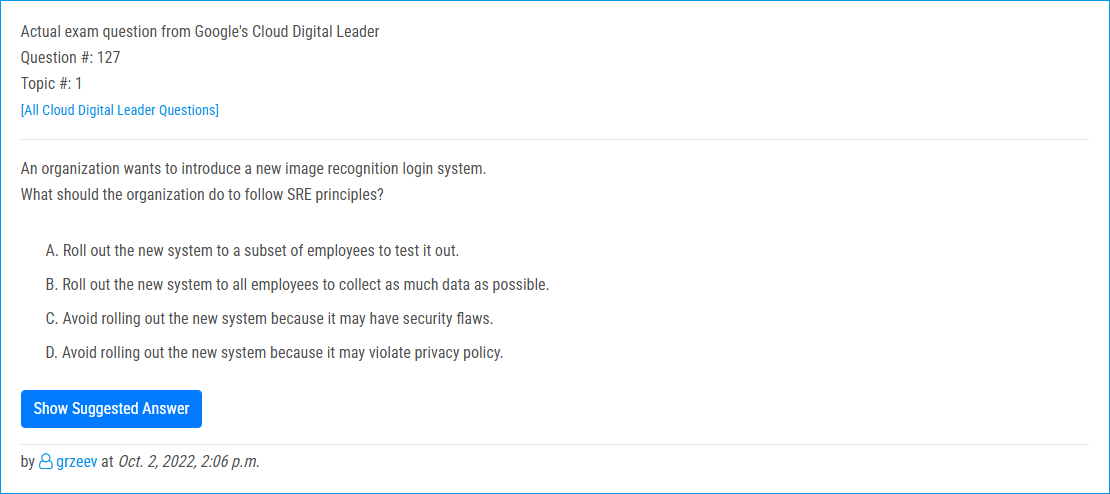 Actual exam question from Google's Cloud Digital Leader
Question #: 127
Topic #: 1
[All Cloud Digital Leader Questions]
An organization wants to introduce a new image recognition login system.
What should the organization do to follow SRE principles?
A. Roll out the new system to a subset of employees to test it out.
B. Roll out the new system to all employees to collect as much data as possible.
C. Avoid rolling out the new system because it may have security flaws.
D. Avoid rolling out the new system because it may violate privacy policy.
Show Suggested Answer
by grzeev at Oct. 2, 2022, 2:06 p.m.